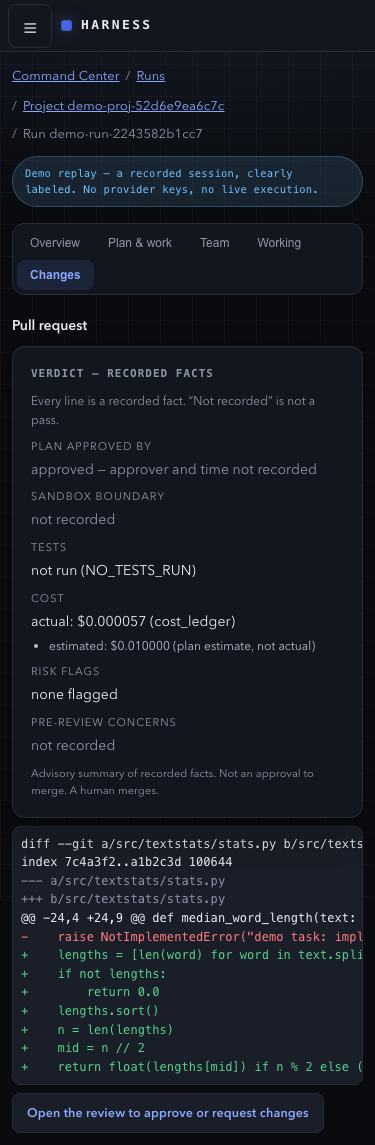 HARNESS
Command Center / Runs
/ Project demo-proj-52d6e9ea6c7c
/ Run demo-run-2243582b1cc7
Demo replay — a recorded session, clearly
labeled. No provider keys, no live execution.
Overview Plan & work Team Working
Changes
Pull request
VERDICT — RECORDED FACTS
Every line is a recorded fact. “Not recorded” is not a
pass.
PLAN APPROVED BY
approved — approver and time not recorded
SANDBOX BOUNDARY
not recorded
TESTS
not run (NO_TESTS_RUN)
COST
actual: $0.000057 (cost_ledger)
• estimated: $0.010000 (plan estimate, not actual)
RISK FLAGS
none flagged
PRE-REVIEW CONCERNS
not recorded
Advisory summary of recorded facts. Not an approval to
merge. A human merges.
diff --git a/src/textstats/stats.py b/src/texts
index 7c4a3f2..a1b2c3d 100644
--- a/src/textstats/stats.py
+++ b/src/textstats/stats.py
@@ -24,4 +24,9 @@ def median_word_length(text:
-    raise NotImplementedError("demo task: impl
+    lengths = [len(word) for word in text.spli
+    if not lengths:
+        return 0.0
+    lengths.sort()
+    n = len(lengths)
+    mid = n // 2
+    return float(lengths[mid]) if n % 2 else (
Open the review to approve or request changes